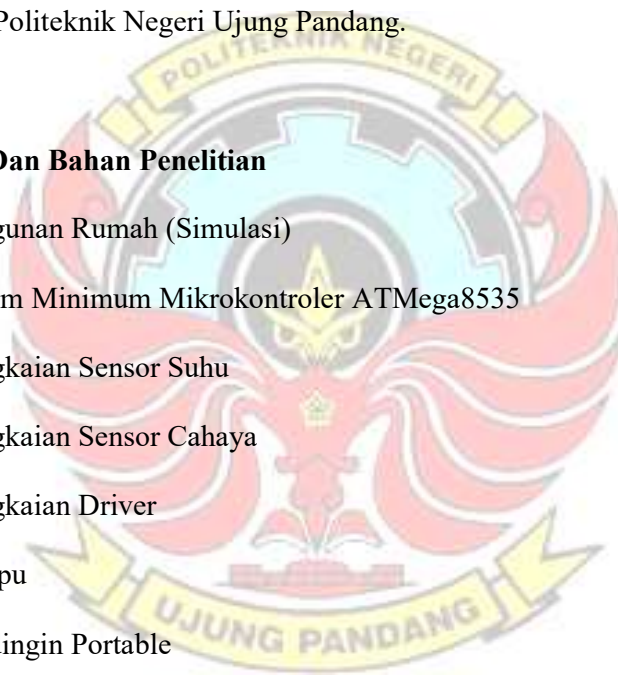 Politeknik Negeri Ujung Pandang.
POLITEKNIK NEGERI
Dan Bahan Penelitian
gunan Rumah (Simulasi)
m Minimum Mikrokontroler ATMega8535
gkaian Sensor Suhu
gkaian Sensor Cahaya
gkaian Driver
pu
ingin Portable
UJUNG PANDANG